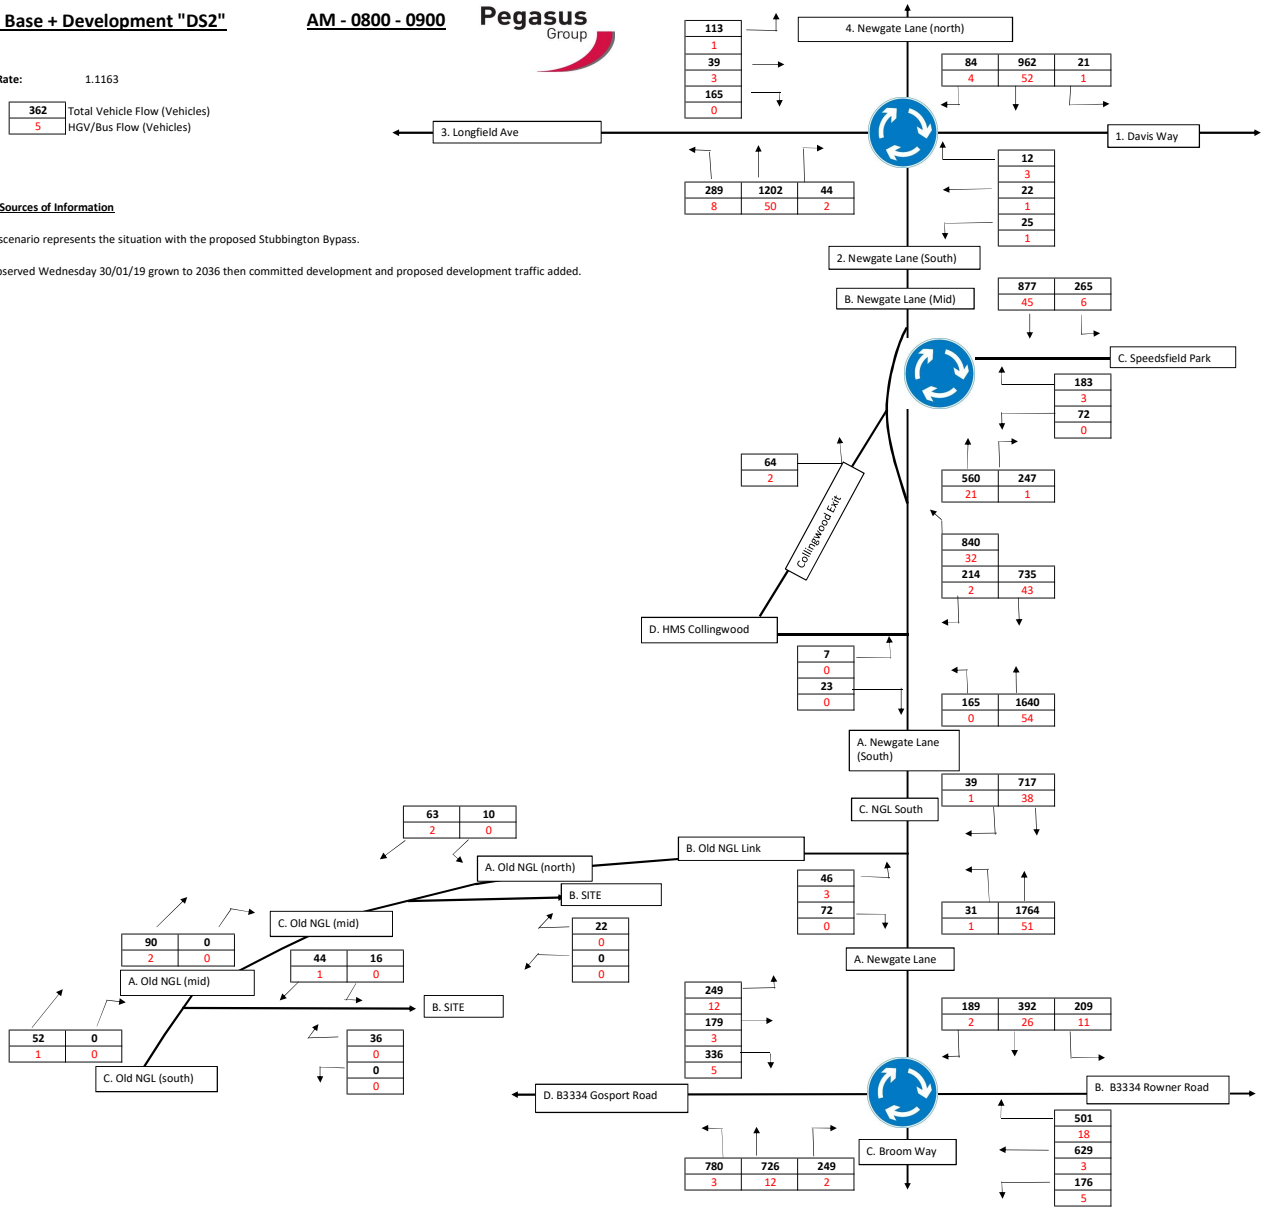 Base + Development "DS2"
AM - 0800 - 0900
Pegasus
Group
Rate: 1.1163
362 Total Vehicle Flow (Vehicles)
5 HGV/Bus Flow (Vehicles)
Sources of Information
scenario represents the situation with the proposed Stubbington Bypass.
served Wednesday 30/01/19 grown to 2036 then committed development and proposed development traffic added.
113
1
39
3
165
0
4. Newgate Lane (north)
84 962 21
4 52 1
3. Longfield Ave
1. Davis Way
289 1202 44
8 50 2
12
3
22
1
25
1
2. Newgate Lane (South)
B. Newgate Lane (Mid)
877 265
45 6
C. Speedsfield Park
183
3
72
0
64
2
560 247
21 1
Collingwood Exit
840
32
214 735
2 43
D. HMS Collingwood
7
0
23
0
165 1640
0 54
A. Newgate Lane
(South)
39 717
1 38
C. NGL South
63 10
2 0
B. Old NGL Link
A. Old NGL (north)
B. SITE
46
3
72
0
31 1764
1 51
C. Old NGL (mid)
22
0
0
0
90 0
2 0
44 16
1 0
A. Old NGL (mid)
A. Newgate Lane
B. SITE
52 0
1 0
36
0
0
0
C. Old NGL (south)
249
12
179
3
336
5
189 392 209
2 26 11
D. B3334 Gosport Road
B. B3334 Rowner Road
C. Broom Way
780 726 249
3 12 2
501
18
629
3
176
5